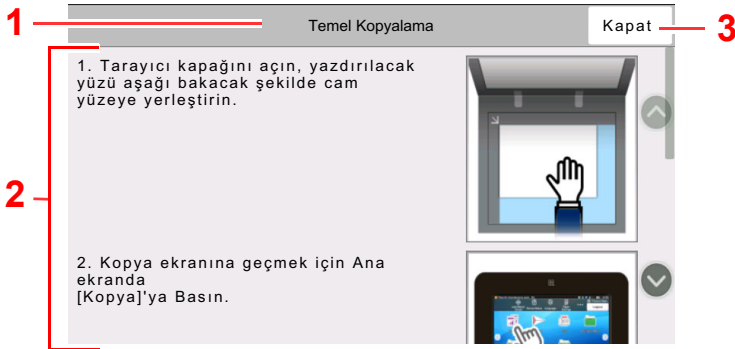 1
Temel Kopyalama
Kapat
3
2
1. Tarayıcı kapağını açın, yazdırılacak
yüzü aşağı bakacak şekilde cam
yüzeye yerleştirin.
2. Kopya ekranına geçmek için Ana
ekranda
[Kopya]'ya Basın.